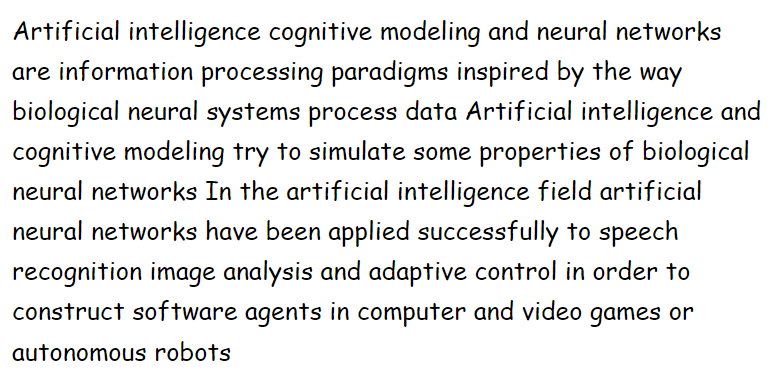 Artificial intelligence cognitive modeling and neural networks
are information processing paradigms inspired by the way
biological neural systems process data Artificial intelligence and
cognitive modeling try to simulate some properties of biological
neural networks In the artificial intelligence field artificial
neural networks have been applied successfully to speech
recognition image analysis and adaptive control in order to
construct software agents in computer and video games or
autonomous robots